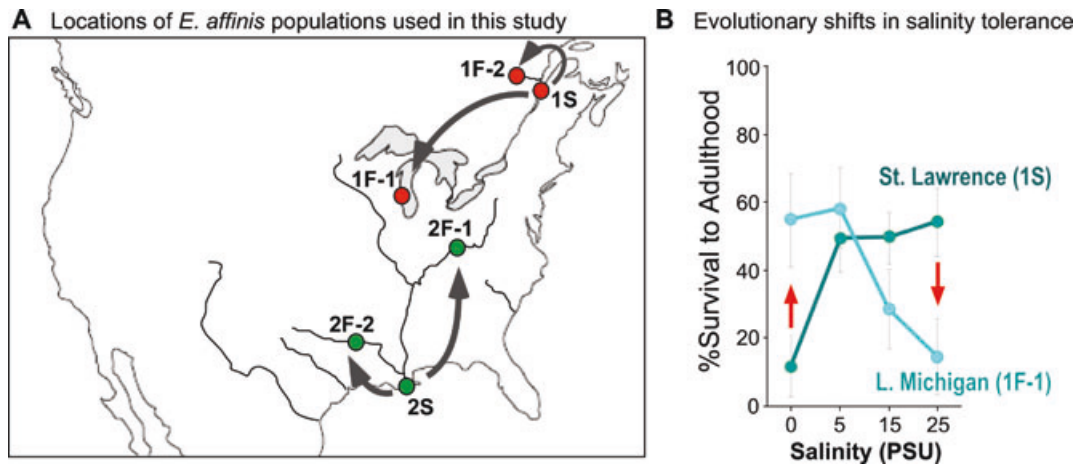 A Locations of E. affinis populations used in this study
1F-2
1S
1F-1
2F-1
2F-2
2S
B Evolutionary shifts in salinity tolerance
100
80
60
40
20
0
%Survival to Adulthood
St. Lawrence (1S)
L. Michigan (1F-1)
0 5 15 25
Salinity (PSU)